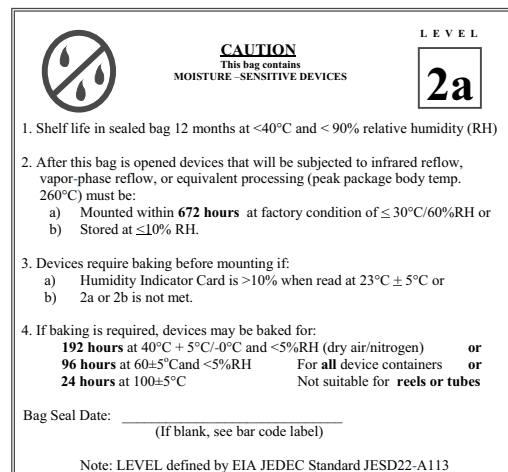 LEVEL
CAUTION
This bag contains
MOISTURE –SENSITIVE DEVICES
2a
1. Shelf life in sealed bag 12 months at <40°C and < 90% relative humidity (RH)
2. After this bag is opened devices that will be subjected to infrared reflow,
vapor-phase reflow, or equivalent processing (peak package body temp.
260°C) must be:
a) Mounted within 672 hours at factory condition of ≤ 30°C/60%RH or
b) Stored at ≤10% RH.
3. Devices require baking before mounting if:
a) Humidity Indicator Card is >10% when read at 23°C ± 5°C or
b) 2a or 2b is not met.
4. If baking is required, devices may be baked for:
192 hours at 40°C + 5°C/-0°C and <5%RH (dry air/nitrogen) or
96 hours at 60±5°Cand <5%RH For all device containers or
24 hours at 100±5°C Not suitable for reels or tubes
Bag Seal Date: ______________________________
(If blank, see bar code label)
Note: LEVEL defined by EIA JEDEC Standard JESD22-A113